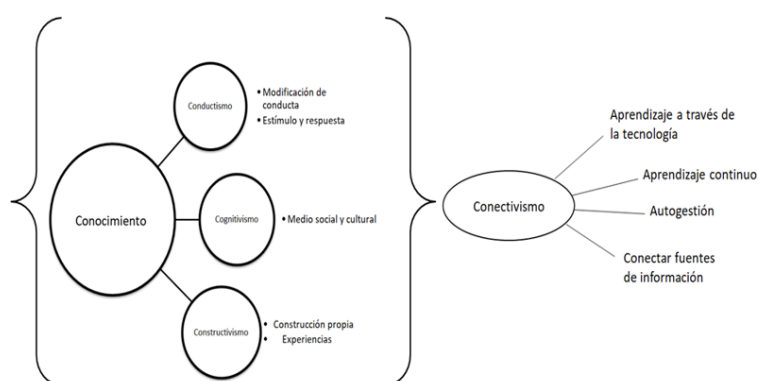 Conductismo
• Modificación de
conducta
• Estímulo y respuesta
Conocimiento
Cognitivismo
• Medio social y cultural
Constructivismo
• Construcción propia
• Experiencias
Conectivismo
Aprendizaje a través de
la tecnología
Aprendizaje continuo
Autogestión
Conectar fuentes
de información